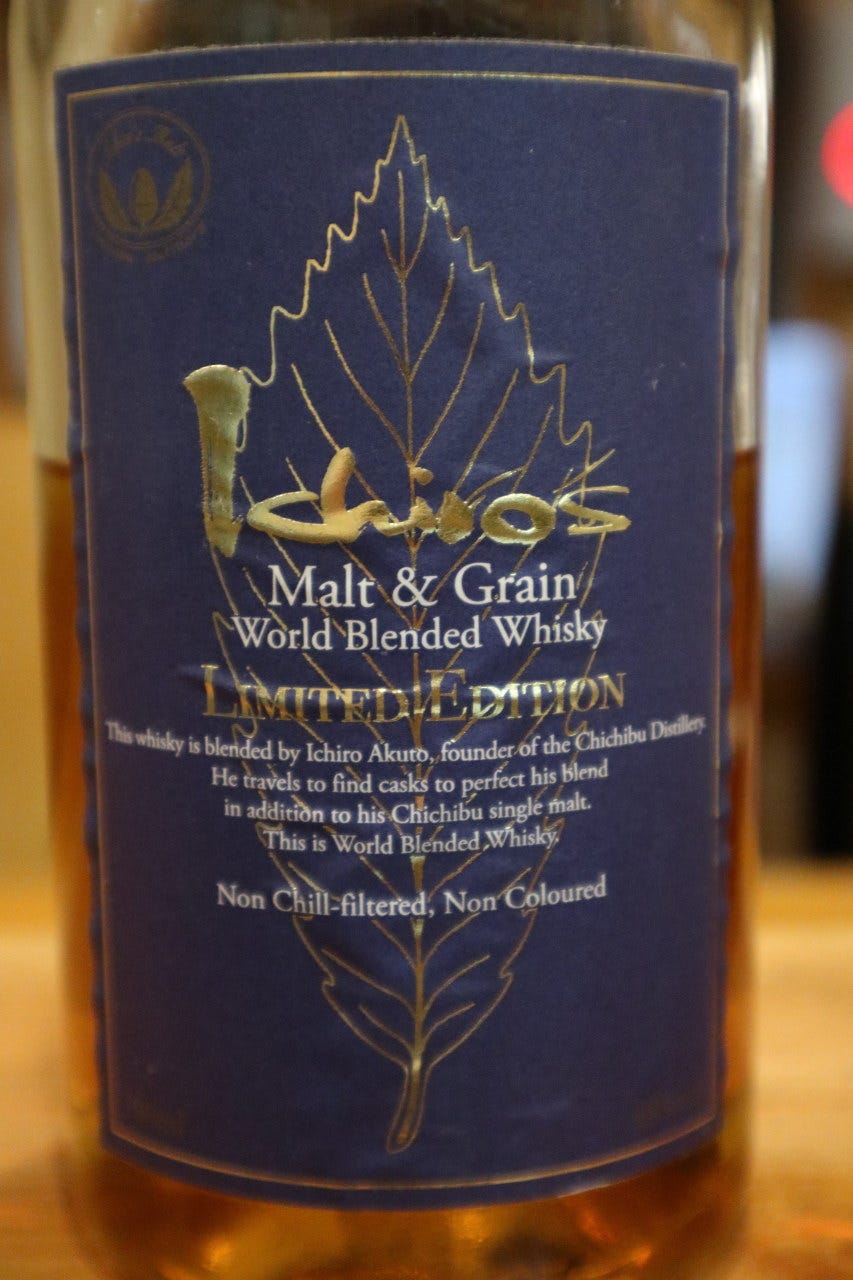 Ichiro's
Malt & Grain
World Blended Whisky
LIMITED EDITION
This whisky is blended by Ichiro Akuto, founder of the Chichibu Distillery.
He travels to find casks to perfect his blend
in addition to his Chichibu single malt.
This is World Blended Whisky.
Non Chill-filtered, Non Coloured